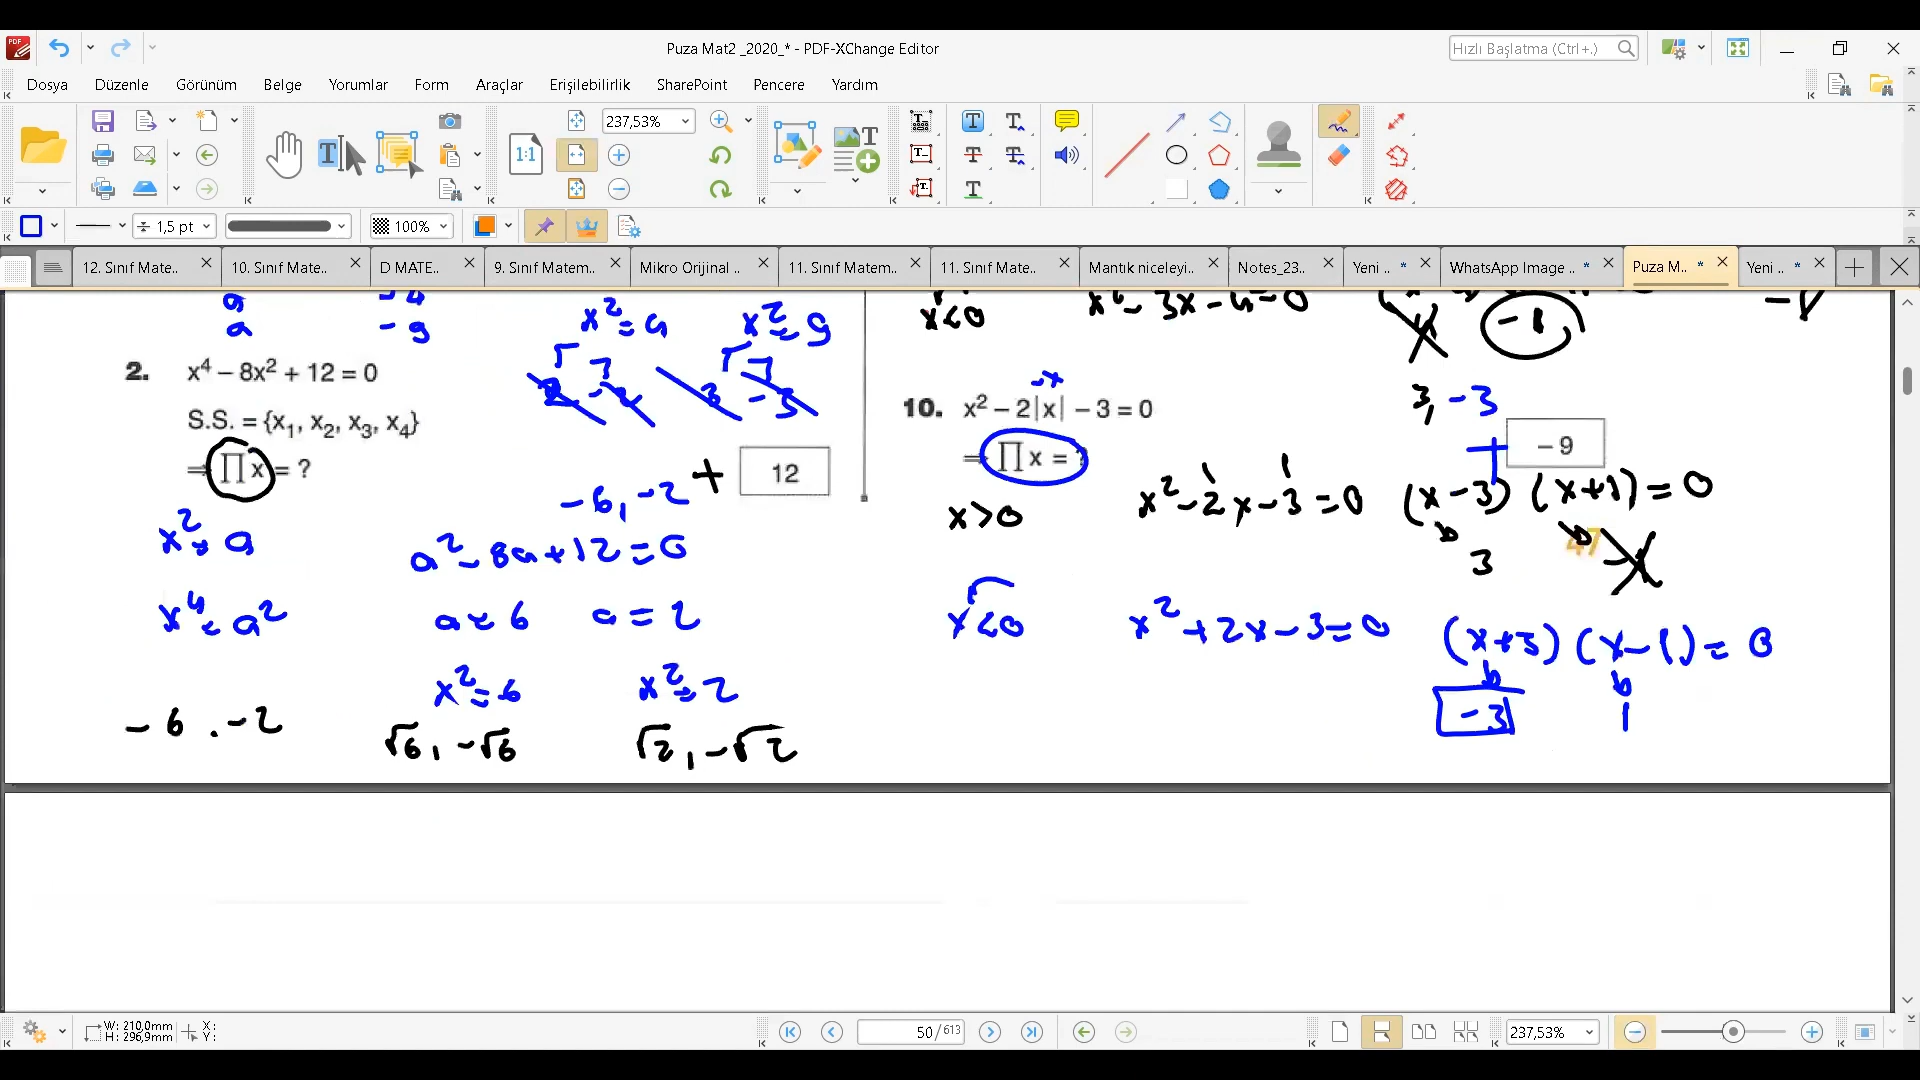 Puza Mat2 _2020_* - PDF-XChange Editor
Hızlı Başlatma (Ctrl+.)
Dosya Düzenle Görünüm Belge Yorumlar Form Araçlar Erişilebilirlik SharePoint Pencere Yardım
237,53%
1:1
1,5 pt
100%
12. Sınıf Mate..
10. Sınıf Mate..
D MATE..
9. Sınıf Matem..
Mikro Orijinal ..
11. Sınıf Matem..
11. Sınıf Mate..
Mantık niceleyi..
Notes_23..
Yeni .. *
WhatsApp Image .. *
Puza M.. *
Yeni .. *
x² = 9
2. x⁴ – 8x² + 12 = 0
S.S. = {x₁, x₂, x₃, x₄}
⇒ ∏x = ?
-6, -2 + 12
a² - 8a + 12 = 0
x⁴ = a² a = 6 a = 2
x² = 6 x² = 2
-6 . -2 √6, -√6 √2, -√2
x<0
-1
10. x² – 2|x| – 3 = 0
3, -3
⇒ ∏x =
– 9
x>0 x² - 2x - 3 = 0 (x - 3) (x + 1) = 0
3
x<0 x² + 2x - 3 = 0 (x + 3) (x - 1) = 0
-3 1
W: 210,0mm X:
H: 296,9mm Y:
50 / 613
237,53%